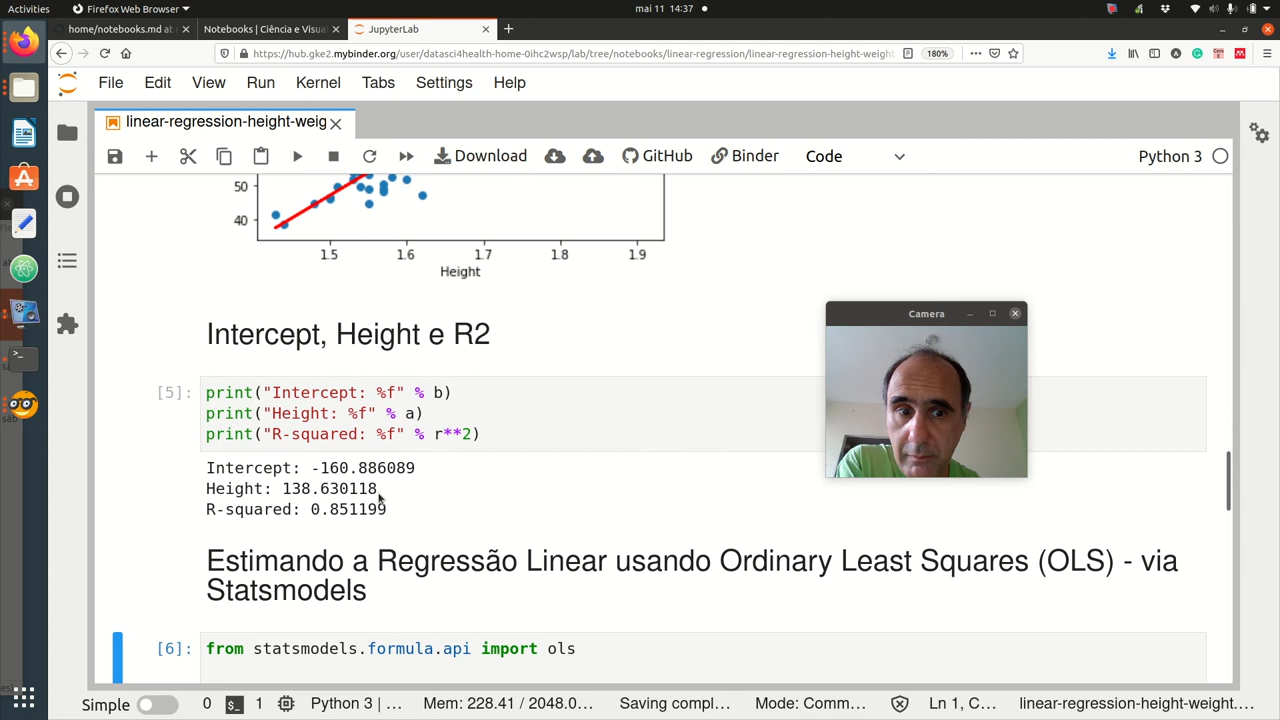 Activities
Firefox Web Browser
mai 11 14:37
home/notebooks.md at
Notebooks | Ciência e Visua
JupyterLab
https://hub.gke2.mybinder.org/user/datasci4health-home-0ihc2wsp/lab/tree/notebooks/linear-regression/linear-regression-height-weight
180%
File Edit View Run Kernel Tabs Settings Help
linear-regression-height-weig
Download GitHub Binder Code Python 3
50
40
1.5 1.6 1.7 1.8 1.9
Height
Camera
Intercept, Height e R2
[5]: print("Intercept: %f" % b)
print("Height: %f" % a)
print("R-squared: %f" % r**2)
Intercept: -160.886089
Height: 138.630118
R-squared: 0.851199
Estimando a Regressão Linear usando Ordinary Least Squares (OLS) - via
Statsmodels
[6]: from statsmodels.formula.api import ols
Simple 0 1 Python 3 | ... Mem: 228.41 / 2048.0... Saving compl... Mode: Comm... Ln 1, C... linear-regression-height-weight....